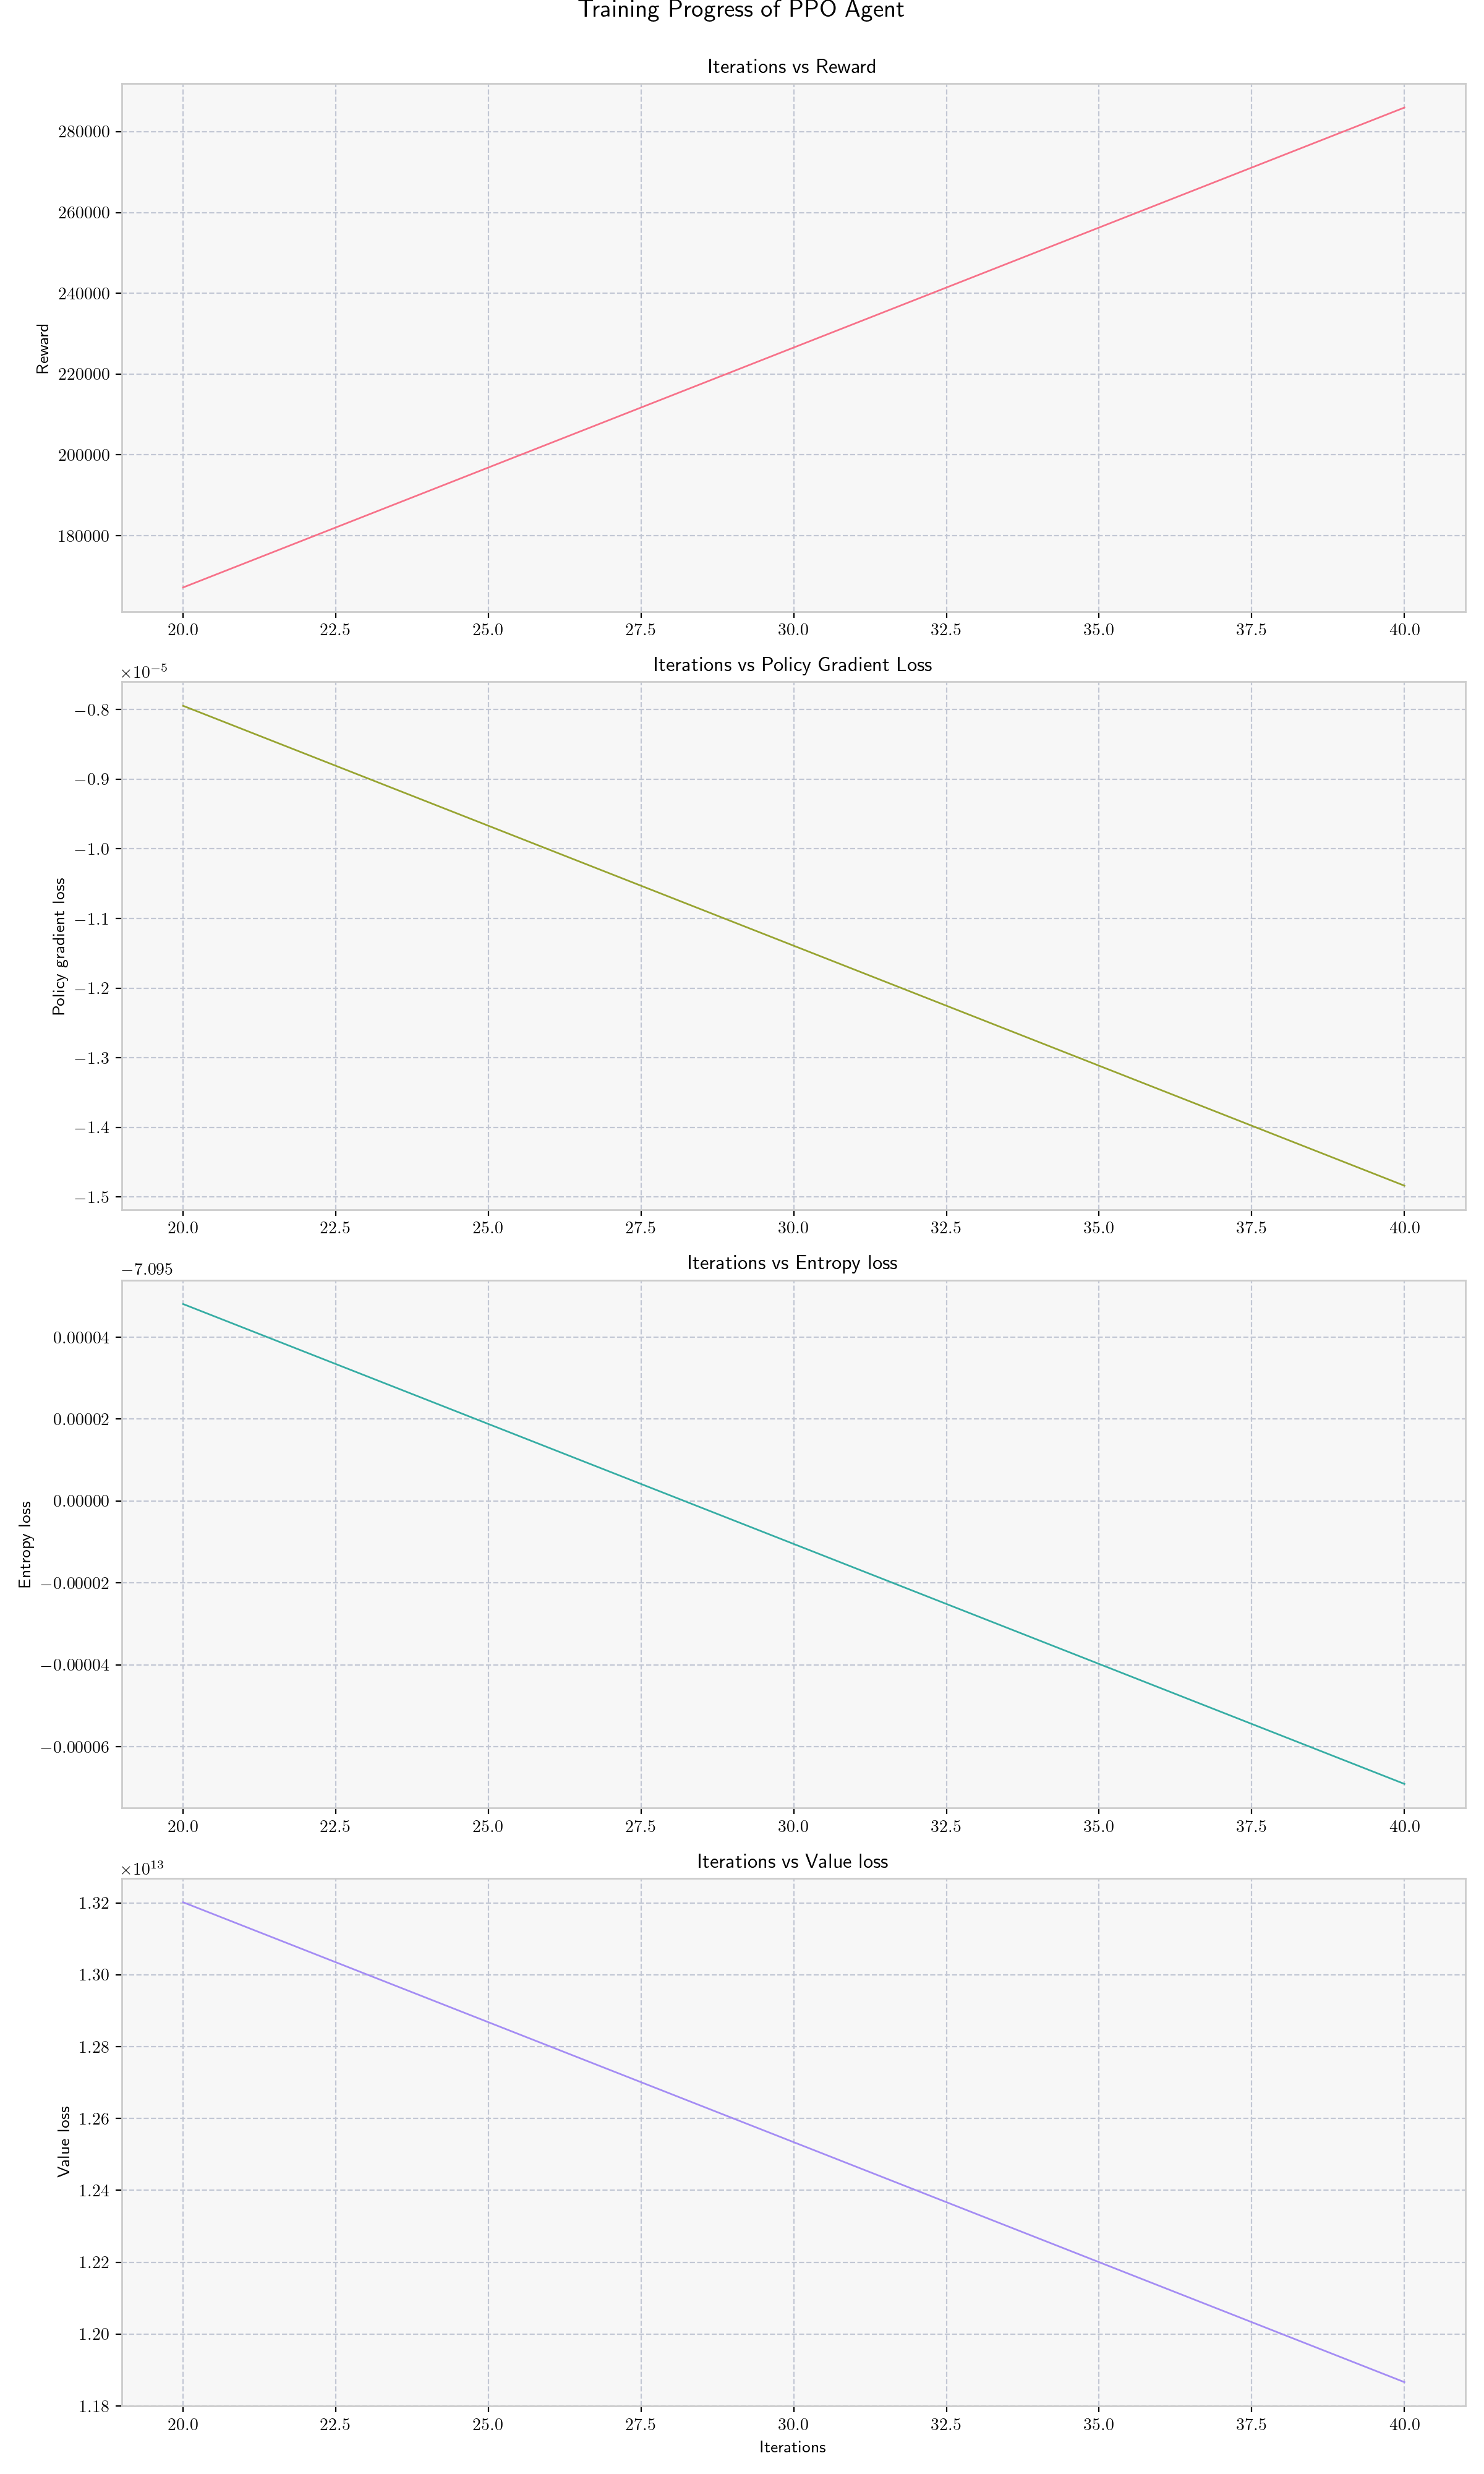 Training Progress of PPO Agent
Iterations vs Reward
280000
260000
240000
220000
200000
180000
Reward
20.0 22.5 25.0 27.5 30.0 32.5 35.0 37.5 40.0
×10⁻⁵
Iterations vs Policy Gradient Loss
−0.8
−0.9
−1.0
−1.1
−1.2
−1.3
−1.4
−1.5
Policy gradient loss
20.0 22.5 25.0 27.5 30.0 32.5 35.0 37.5 40.0
−7.095
Iterations vs Entropy loss
0.00004
0.00002
0.00000
−0.00002
−0.00004
−0.00006
Entropy loss
20.0 22.5 25.0 27.5 30.0 32.5 35.0 37.5 40.0
×10¹³
Iterations vs Value loss
1.32
1.30
1.28
1.26
1.24
1.22
1.20
1.18
Value loss
20.0 22.5 25.0 27.5 30.0 32.5 35.0 37.5 40.0
Iterations